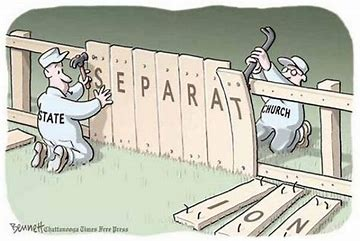 SEPARAT
STATE
CHURCH
ION
BENNETT Chattanooga Times Free Press